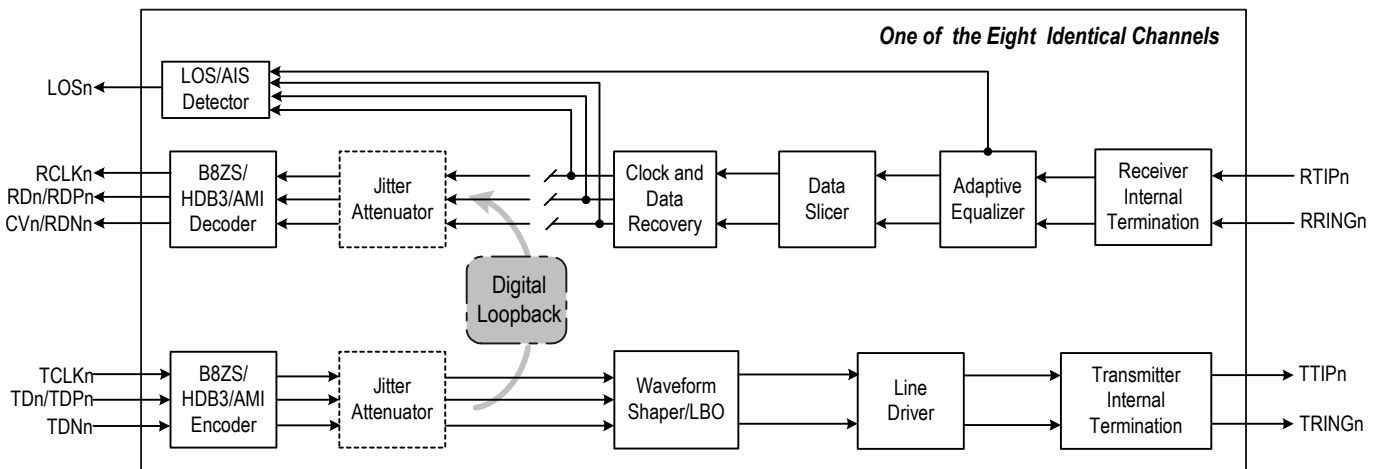 One of the Eight Identical Channels
LOSn
LOS/AIS
Detector
RCLKn
RDn/RDPn
CVn/RDNn
B8ZS/
HDB3/AMI
Decoder
Jitter
Attenuator
Clock and
Data
Recovery
Data
Slicer
Adaptive
Equalizer
Receiver
Internal
Termination
RTIPn
RRINGn
Digital
Loopback
TCLKn
TDn/TDPn
TDNn
B8ZS/
HDB3/AMI
Encoder
Jitter
Attenuator
Waveform
Shaper/LBO
Line
Driver
Transmitter
Internal
Termination
TTIPn
TRINGn